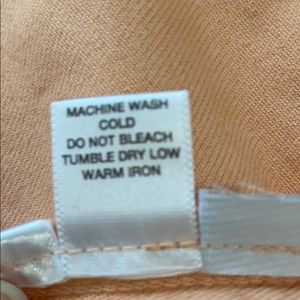 MACHINE WASH
COLD
DO NOT BLEACH
TUMBLE DRY LOW
WARM IRON